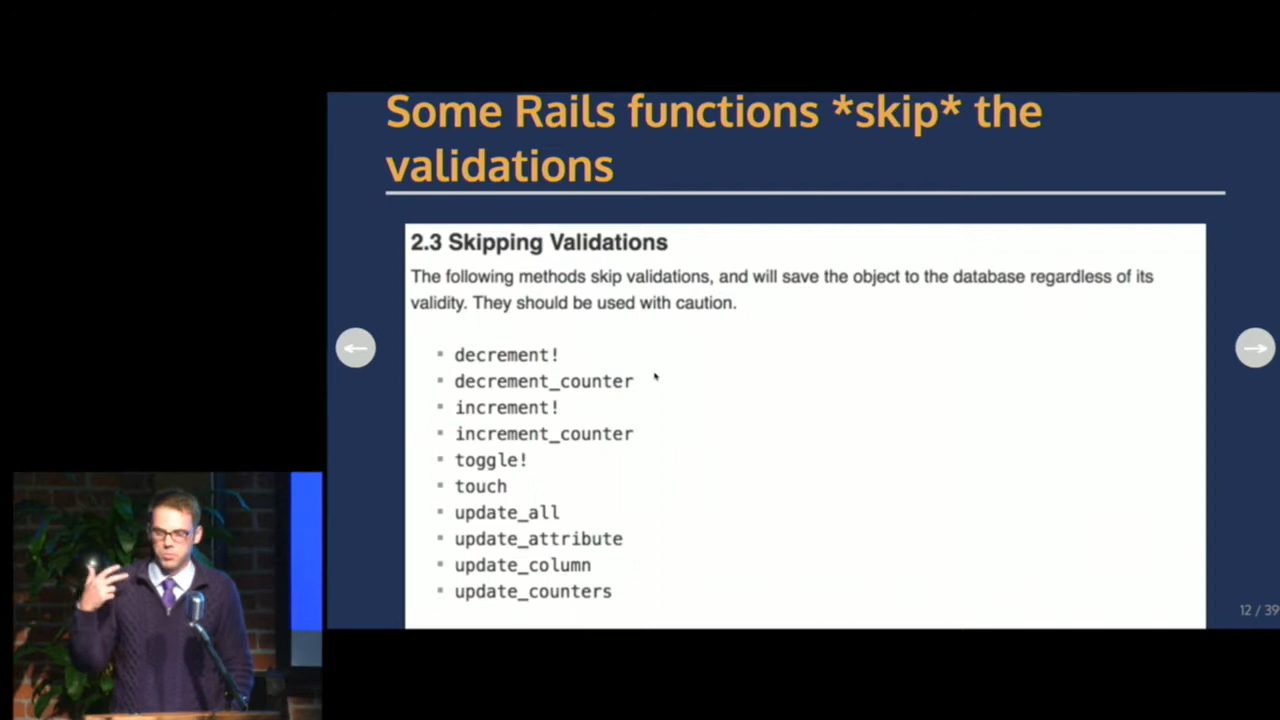 Some Rails functions *skip* the
validations
2.3 Skipping Validations
The following methods skip validations, and will save the object to the database regardless of its
validity. They should be used with caution.
decrement!
decrement_counter
increment!
increment_counter
toggle!
touch
update_all
update_attribute
update_column
update_counters
12 / 39